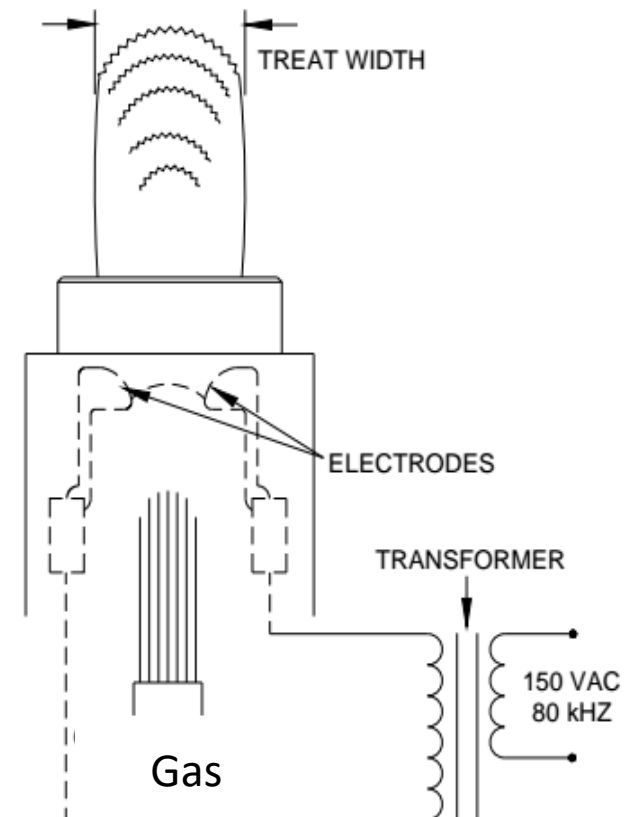 TREAT WIDTH
ELECTRODES
TRANSFORMER
150 VAC
80 kHZ
Gas